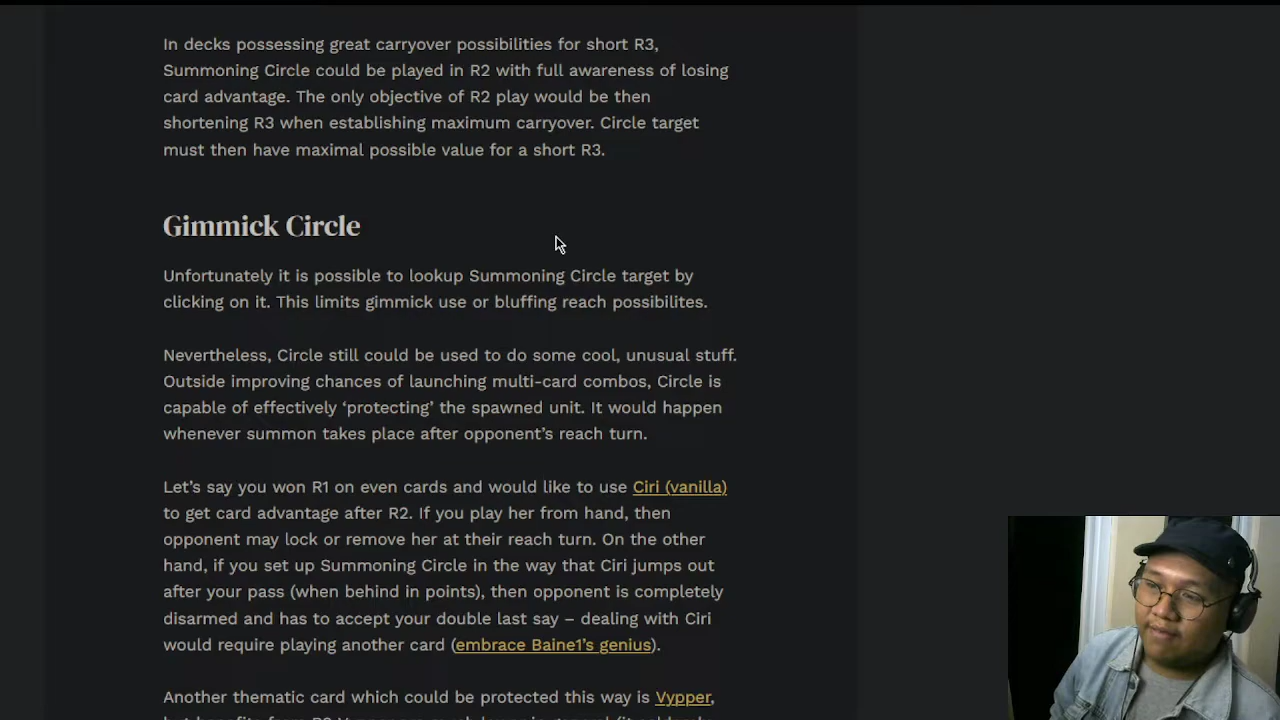 In decks possessing great carryover possibilities for short R3,
Summoning Circle could be played in R2 with full awareness of losing
card advantage. The only objective of R2 play would be then
shortening R3 when establishing maximum carryover. Circle target
must then have maximal possible value for a short R3.
Gimmick Circle
Unfortunately it is possible to lookup Summoning Circle target by
clicking on it. This limits gimmick use or bluffing reach possibilites.
Nevertheless, Circle still could be used to do some cool, unusual stuff.
Outside improving chances of launching multi-card combos, Circle is
capable of effectively ‘protecting’ the spawned unit. It would happen
whenever summon takes place after opponent’s reach turn.
Let’s say you won R1 on even cards and would like to use Ciri (vanilla)
to get card advantage after R2. If you play her from hand, then
opponent may lock or remove her at their reach turn. On the other
hand, if you set up Summoning Circle in the way that Ciri jumps out
after your pass (when behind in points), then opponent is completely
disarmed and has to accept your double last say – dealing with Ciri
would require playing another card (embrace Baine1’s genius).
Another thematic card which could be protected this way is Vypper,